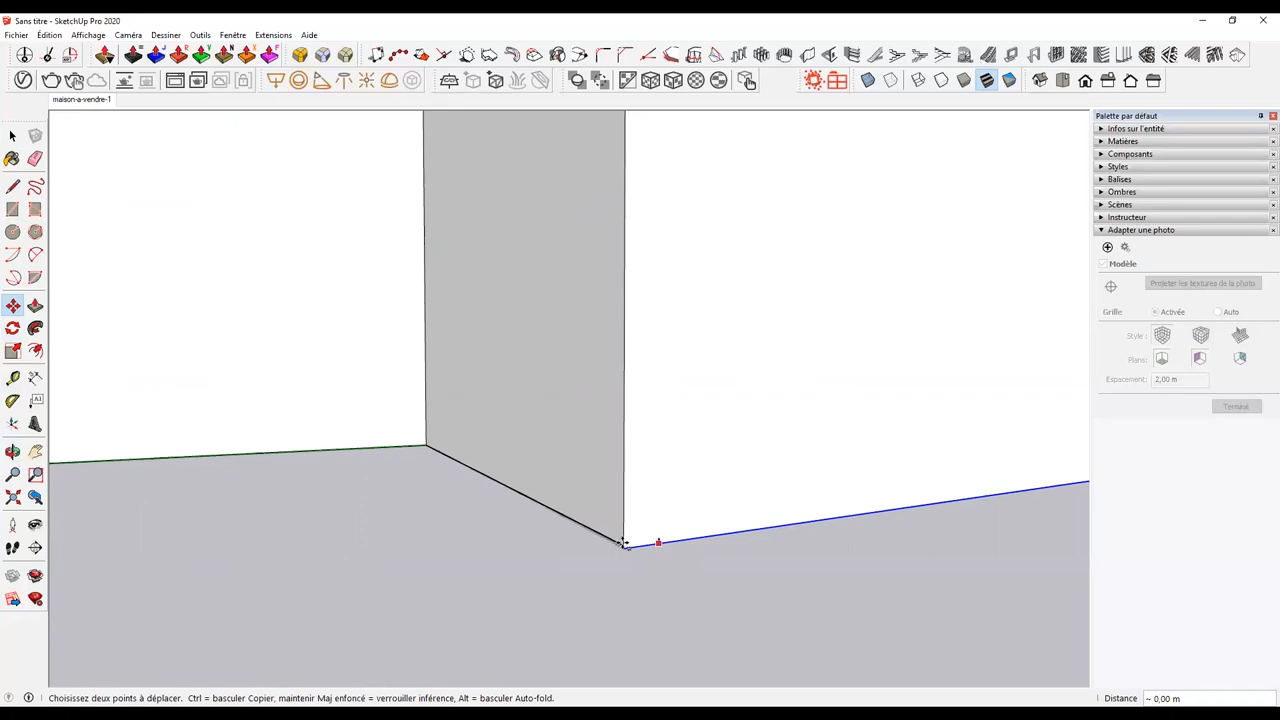 Sans titre - SketchUp Pro 2020
Fichier Édition Affichage Caméra Dessiner Outils Fenêtre Extensions Aide
maison-a-vendre-1
Palette par défaut
Infos sur l'entité
Matières
Composants
Styles
Balises
Ombres
Scènes
Instructeur
Adapter une photo
Modèle
Projeter les textures de la photo
Grille Activée Auto
Style :
Plans:
Espacement: 2,00 m
Terminé
A1
Choisissez deux points à déplacer. Ctrl = basculer Copier, maintenir Maj enfoncé = verrouiller inférence, Alt = basculer Auto-fold.
Distance ~ 0,00 m